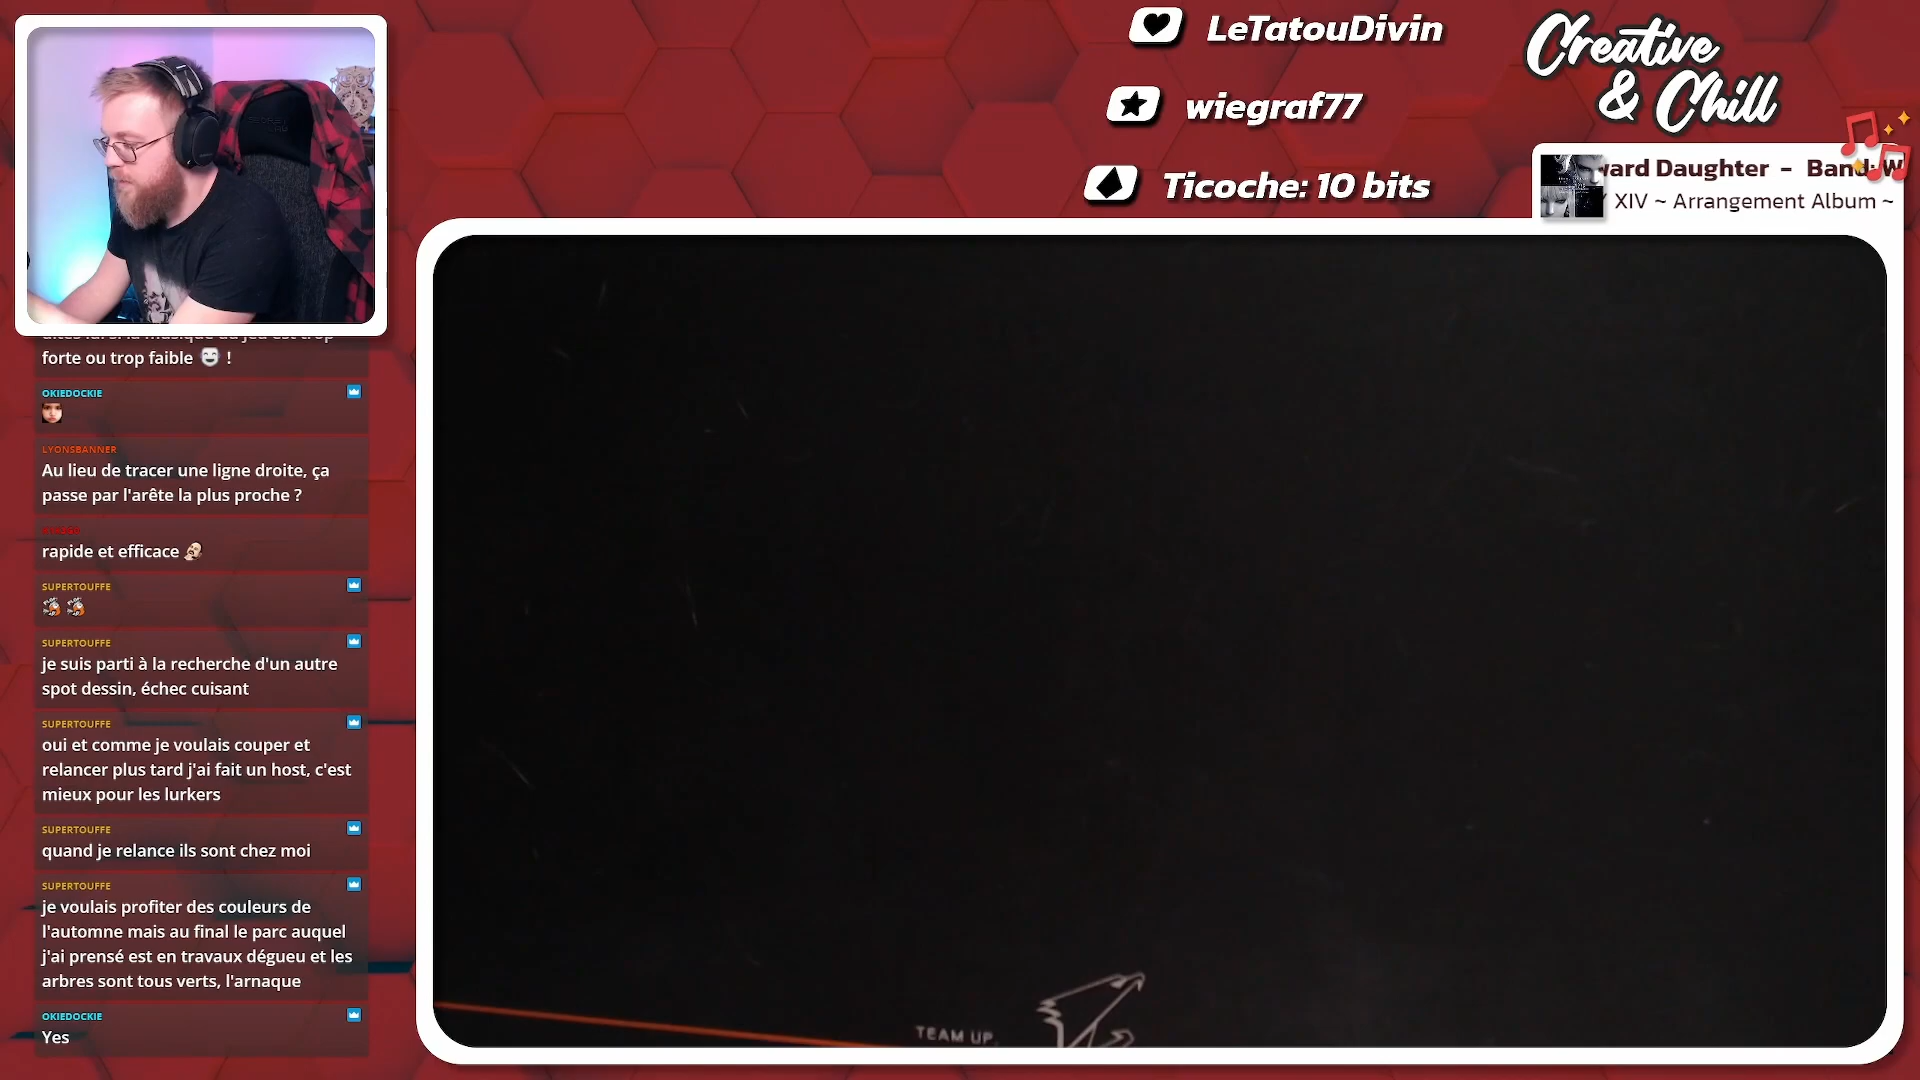 LeTatouDivin
wiegraf77
Ticoche: 10 bits
Creative
& Chill
ward Daughter - Band: W
XIV ~ Arrangement Album ~
forte ou trop faible !
OKIEDOCKIE
LYONSBANNER
Au lieu de tracer une ligne droite, ça
passe par l'arête la plus proche ?
rapide et efficace
SUPERTOUFFE
SUPERTOUFFE
je suis parti à la recherche d'un autre
spot dessin, échec cuisant
SUPERTOUFFE
oui et comme je voulais couper et
relancer plus tard j'ai fait un host, c'est
mieux pour les lurkers
SUPERTOUFFE
quand je relance ils sont chez moi
SUPERTOUFFE
je voulais profiter des couleurs de
l'automne mais au final le parc auquel
j'ai prensé est en travaux dégueu et les
arbres sont tous verts, l'arnaque
OKIEDOCKIE
Yes
TEAM UP.